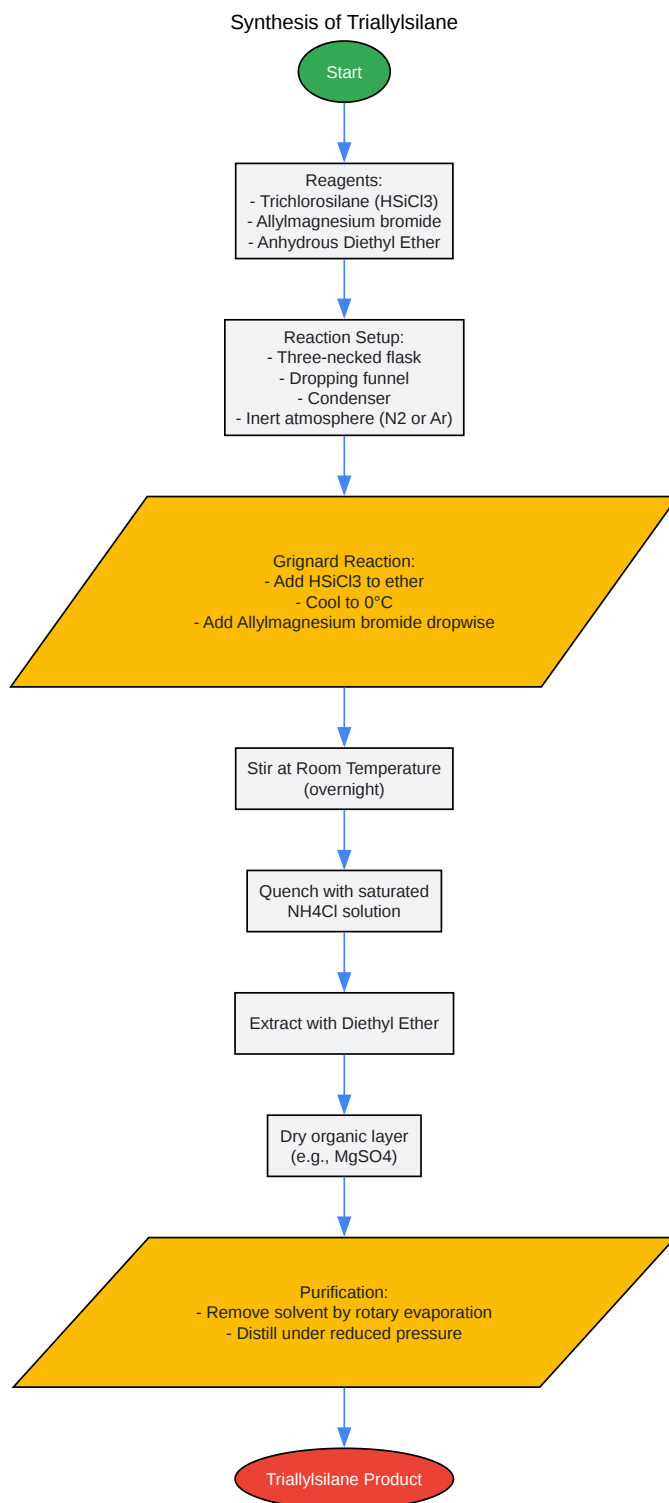 Synthesis of Triallylsilane
Start
Reagents:
- Trichlorosilane (HSiCl3)
- Allylmagnesium bromide
- Anhydrous Diethyl Ether
Reaction Setup:
- Three-necked flask
- Dropping funnel
- Condenser
- Inert atmosphere (N2 or Ar)
Grignard Reaction:
- Add HSiCl3 to ether
- Cool to 0°C
- Add Allylmagnesium bromide dropwise
Stir at Room Temperature
(overnight)
Quench with saturated
NH4Cl solution
Extract with Diethyl Ether
Dry organic layer
(e.g., MgSO4)
Purification:
- Remove solvent by rotary evaporation
- Distill under reduced pressure
Triallylsilane Product